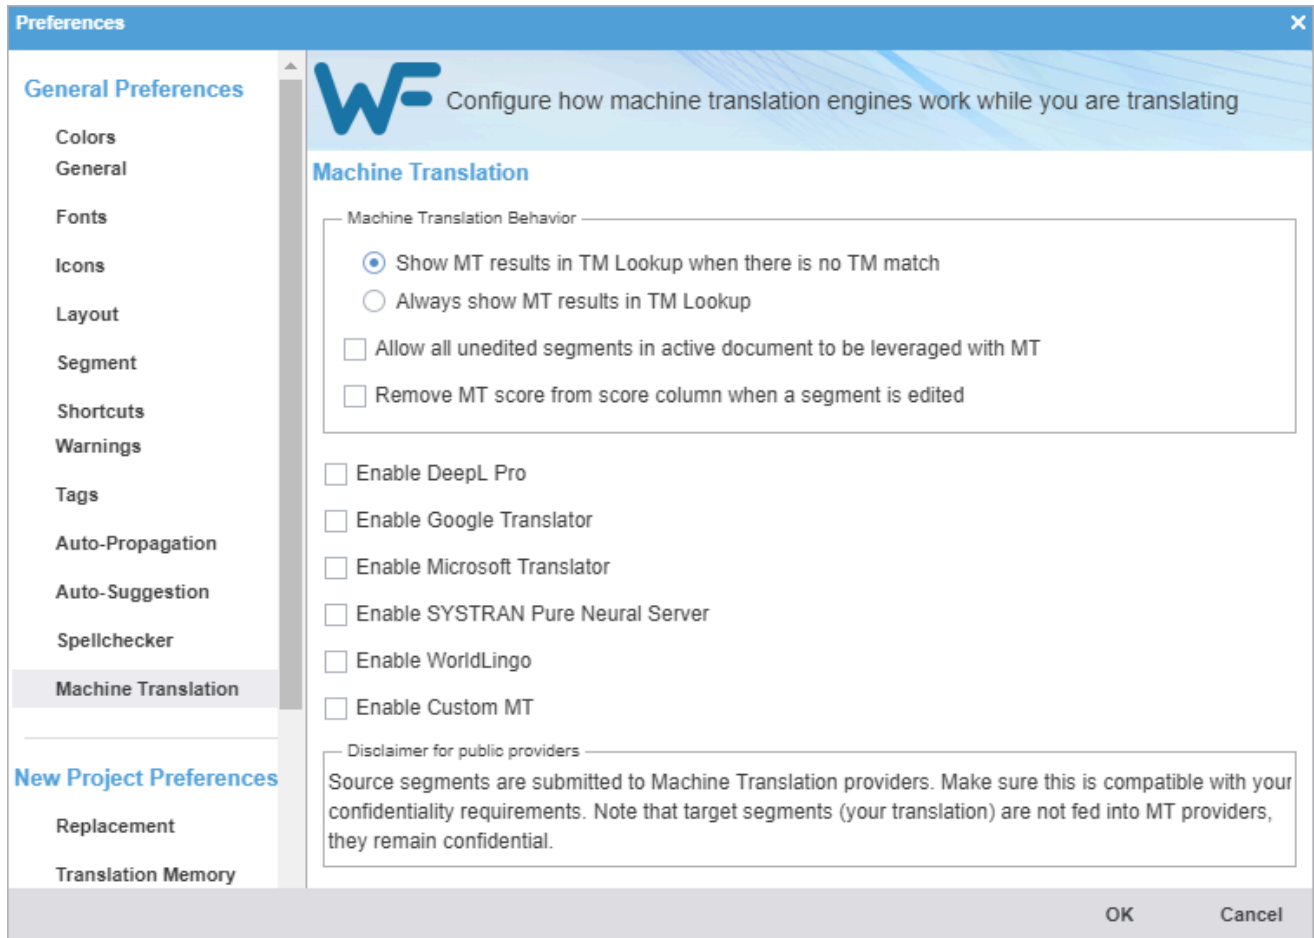 Preferences
General Preferences
Colors
General
Fonts
Icons
Layout
Segment
Shortcuts
Warnings
Tags
Auto-Propagation
Auto-Suggestion
Spellchecker
Machine Translation
New Project Preferences
Replacement
Translation Memory
WF
Configure how machine translation engines work while you are translating
Machine Translation
Machine Translation Behavior
Show MT results in TM Lookup when there is no TM match
Always show MT results in TM Lookup
Allow all unedited segments in active document to be leveraged with MT
Remove MT score from score column when a segment is edited
Enable DeepL Pro
Enable Google Translator
Enable Microsoft Translator
Enable SYSTRAN Pure Neural Server
Enable WorldLingo
Enable Custom MT
Disclaimer for public providers
Source segments are submitted to Machine Translation providers. Make sure this is compatible with your
confidentiality requirements. Note that target segments (your translation) are not fed into MT providers,
they remain confidential.
OK
Cancel